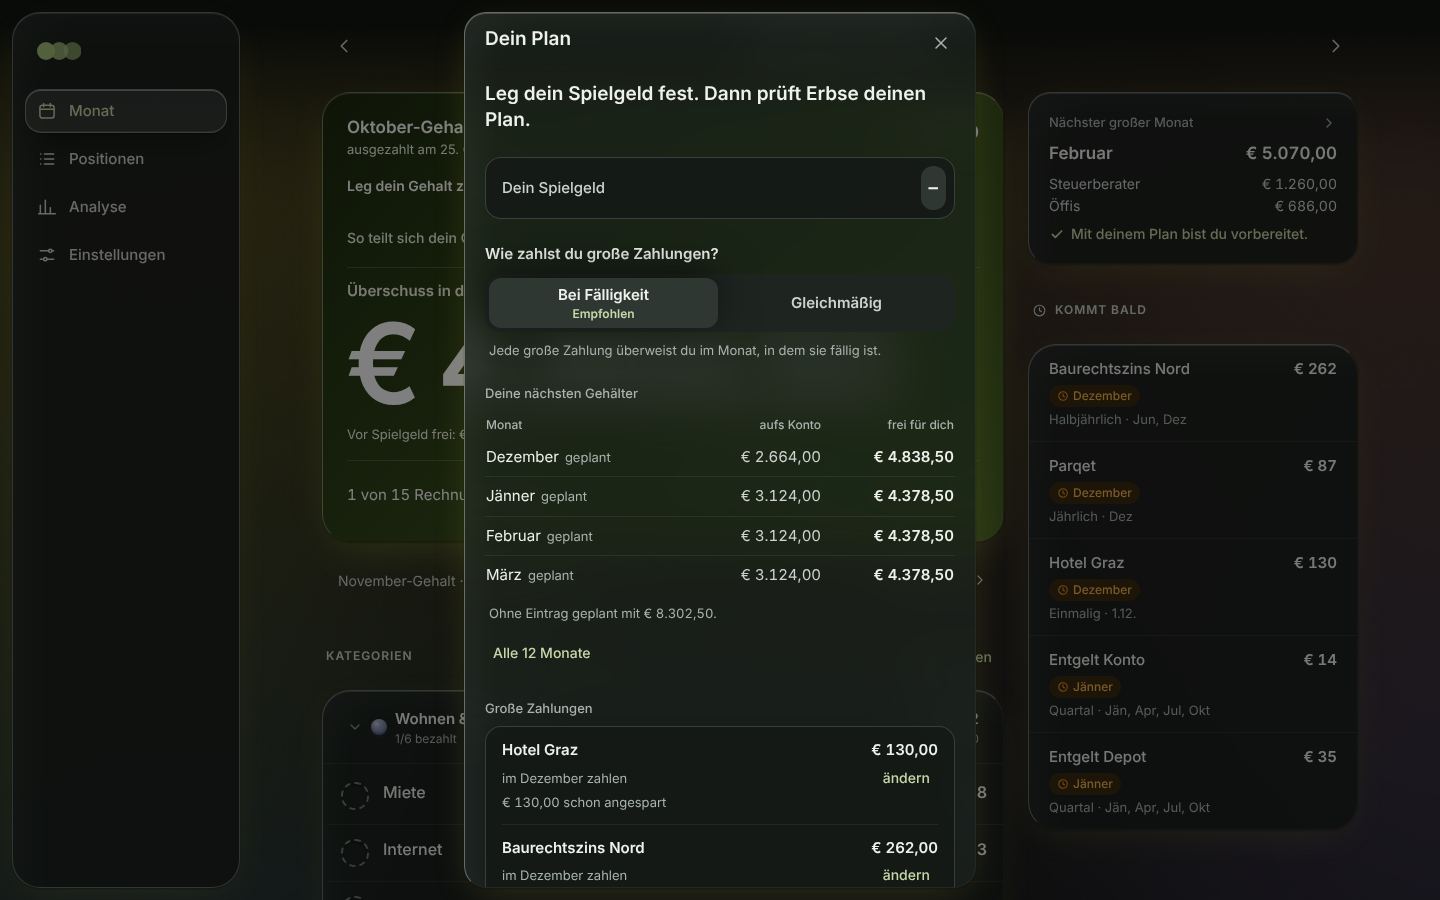 Monat
Positionen
Analyse
Einstellungen
Oktober-Geha
ausgezahlt am 25.
Leg dein Gehalt z
So teilt sich dein
Überschuss in d
€ 4
Vor Spielgeld frei: €
1 von 15 Rechnu
November-Gehalt ·
KATEGORIEN
en
Wohnen &
1/6 bezahlt
Miete
8
Internet
3
Dein Plan
Leg dein Spielgeld fest. Dann prüft Erbse deinen
Plan.
Dein Spielgeld
–
Wie zahlst du große Zahlungen?
Bei Fälligkeit
Empfohlen
Gleichmäßig
Jede große Zahlung überweist du im Monat, in dem sie fällig ist.
Deine nächsten Gehälter
Monat aufs Konto frei für dich
Dezember geplant € 2.664,00 € 4.838,50
Jänner geplant € 3.124,00 € 4.378,50
Februar geplant € 3.124,00 € 4.378,50
März geplant € 3.124,00 € 4.378,50
Ohne Eintrag geplant mit € 8.302,50.
Alle 12 Monate
Große Zahlungen
Hotel Graz € 130,00
im Dezember zahlen ändern
€ 130,00 schon angespart
Baurechtszins Nord € 262,00
im Dezember zahlen ändern
Nächster großer Monat
Februar € 5.070,00
Steuerberater € 1.260,00
Öffis € 686,00
Mit deinem Plan bist du vorbereitet.
KOMMT BALD
Baurechtszins Nord € 262
Dezember
Halbjährlich · Jun, Dez
Parqet € 87
Dezember
Jährlich · Dez
Hotel Graz € 130
Dezember
Einmalig · 1.12.
Entgelt Konto € 14
Jänner
Quartal · Jän, Apr, Jul, Okt
Entgelt Depot € 35
Jänner
Quartal · Jän, Apr, Jul, Okt